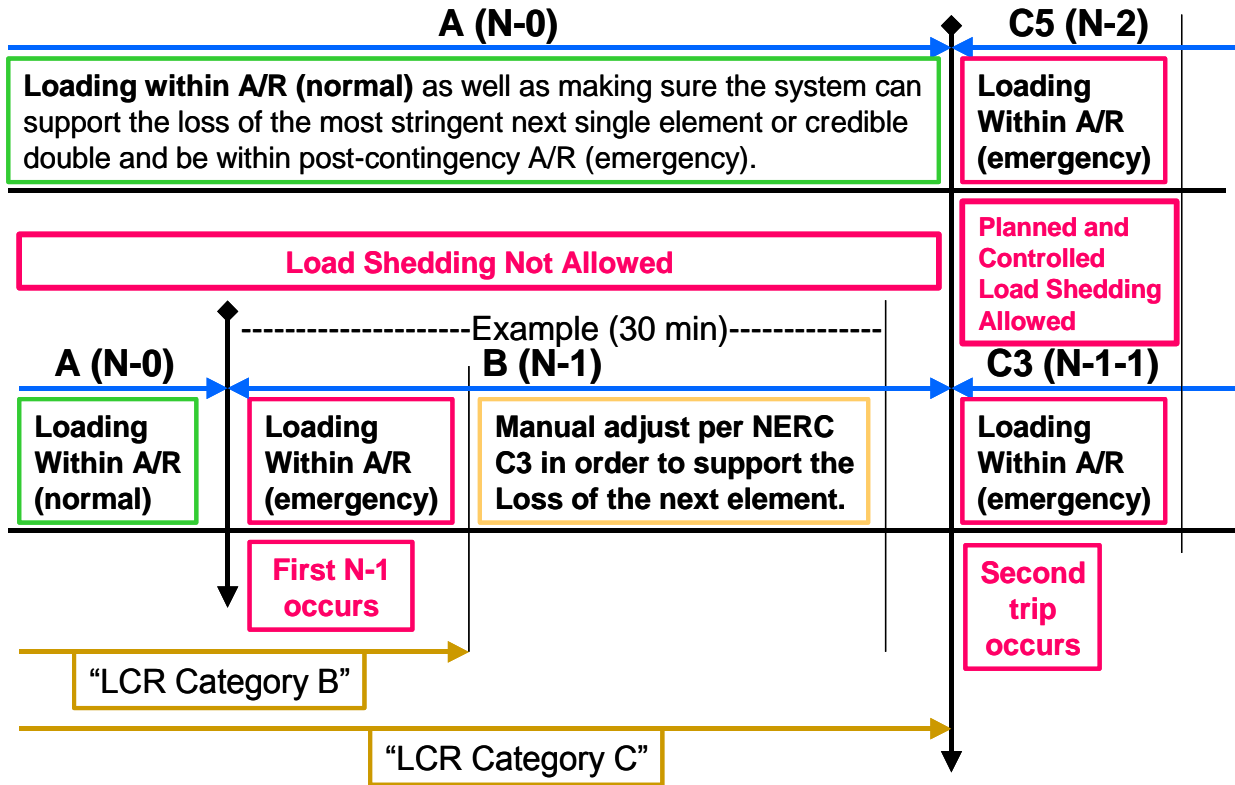 A (N-0)
C5 (N-2)
Loading within A/R (normal) as well as making sure the system can
support the loss of the most stringent next single element or credible
double and be within post-contingency A/R (emergency).
Loading
Within A/R
(emergency)
Load Shedding Not Allowed
Planned and
Controlled
Load Shedding
Allowed
--------------------Example (30 min)--------------
A (N-0)
B (N-1)
C3 (N-1-1)
Loading
Within A/R
(normal)
Loading
Within A/R
(emergency)
Manual adjust per NERC
C3 in order to support the
Loss of the next element.
Loading
Within A/R
(emergency)
First N-1
occurs
Second
trip
occurs
“LCR Category B”
“LCR Category C”